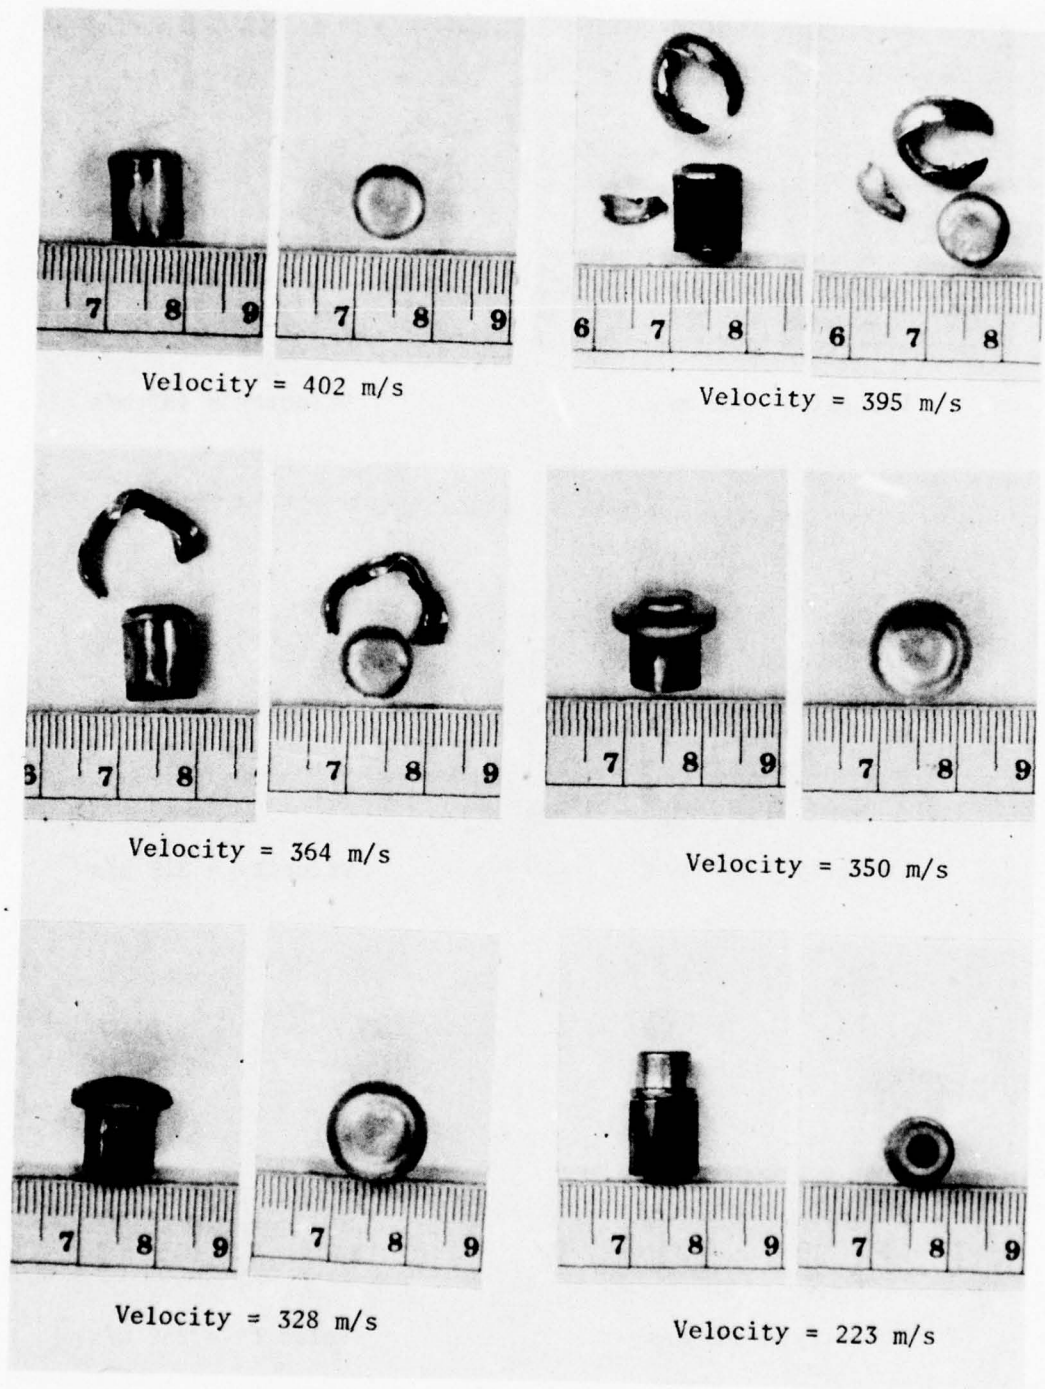 7 8 9 7 8 9
6 7 8 6 7 8
Velocity = 402 m/s
Velocity = 395 m/s
6 7 8 7 8 9
7 8 9 7 8 9
Velocity = 364 m/s
Velocity = 350 m/s
7 8 9 7 8 9
7 8 9 7 8 9
Velocity = 328 m/s
Velocity = 223 m/s